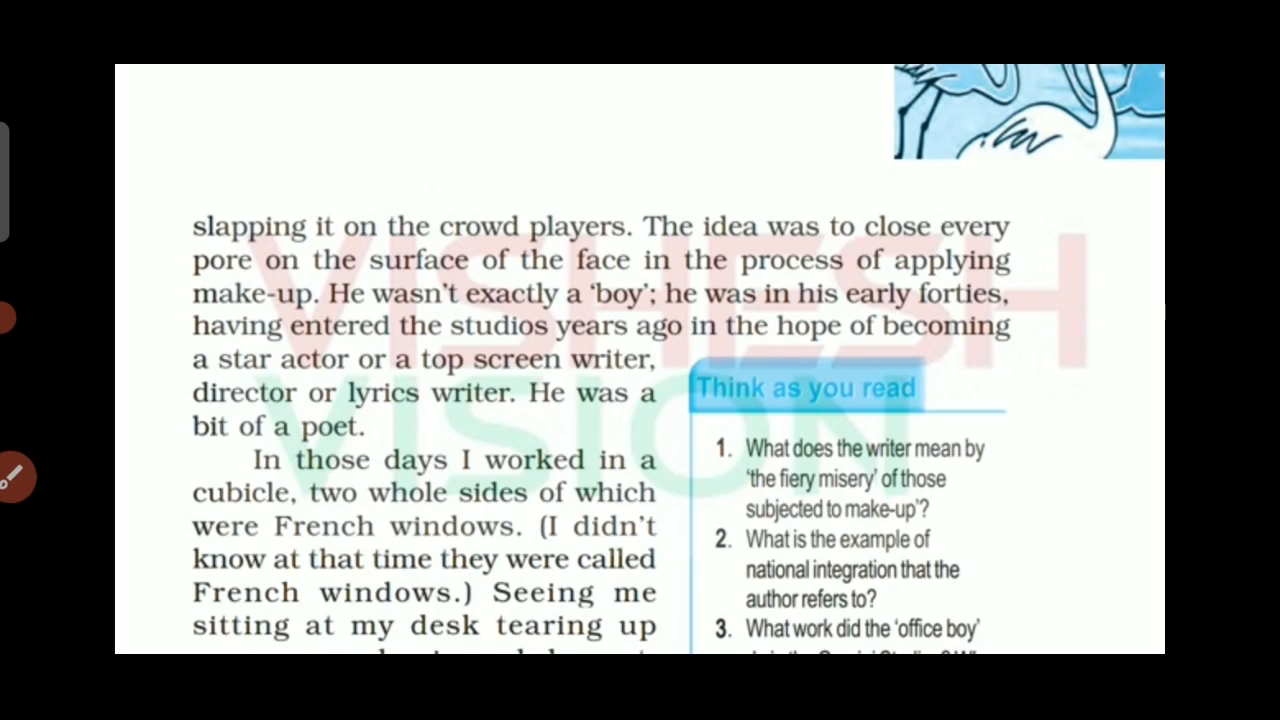 slapping it on the crowd players. The idea was to close every
pore on the surface of the face in the process of applying
make-up. He wasn't exactly a 'boy'; he was in his early forties,
having entered the studios years ago in the hope of becoming
a star actor or a top screen writer,
director or lyrics writer. He was a
bit of a poet.
In those days I worked in a
cubicle, two whole sides of which
were French windows. (I didn't
know at that time they were called
French windows.) Seeing me
sitting at my desk tearing up
Think as you read
1. What does the writer mean by
'the fiery misery' of those
subjected to make-up'?
2. What is the example of
national integration that the
author refers to?
3. What work did the 'office boy'
VISHESH
VISION